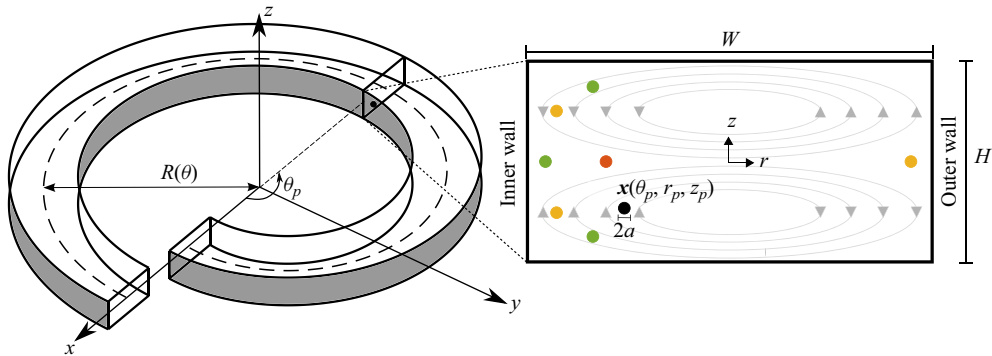 z
R(θ)
θp
x
y
W
Inner wall
z
r
x(θp, rp, zp)
2a
Outer wall
H